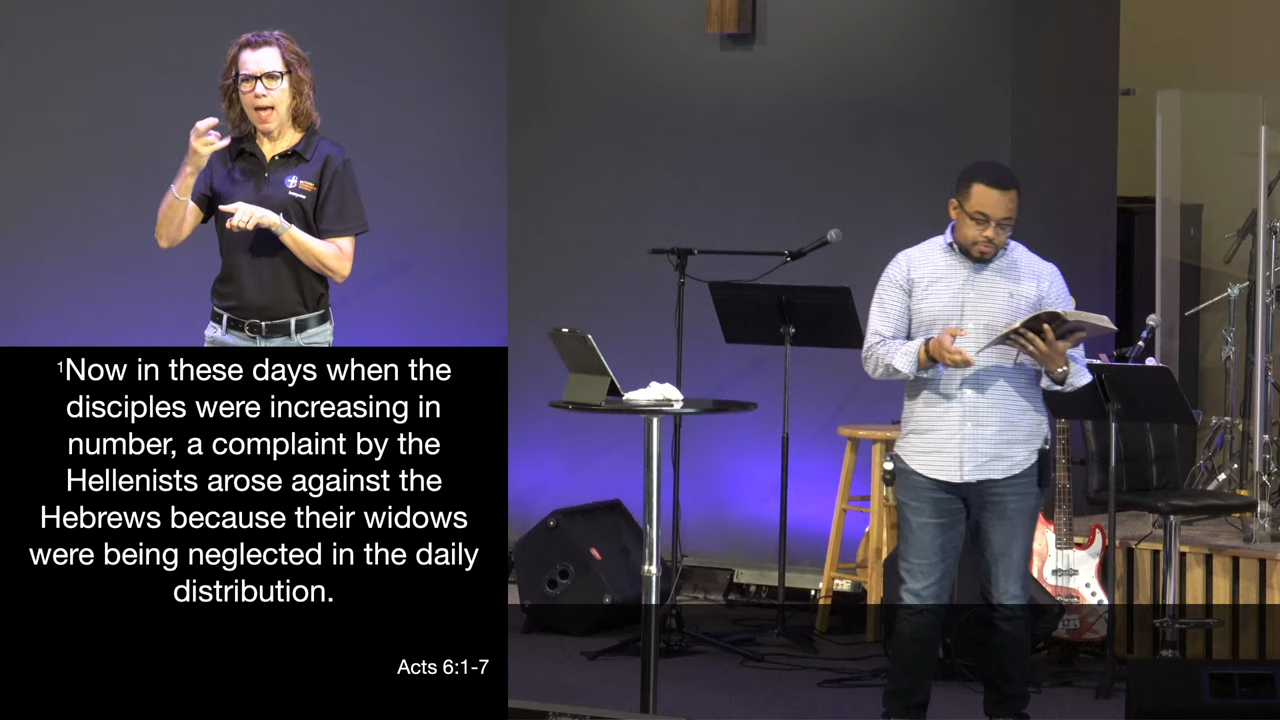 ¹Now in these days when the
disciples were increasing in
number, a complaint by the
Hellenists arose against the
Hebrews because their widows
were being neglected in the daily
distribution.
Acts 6:1-7